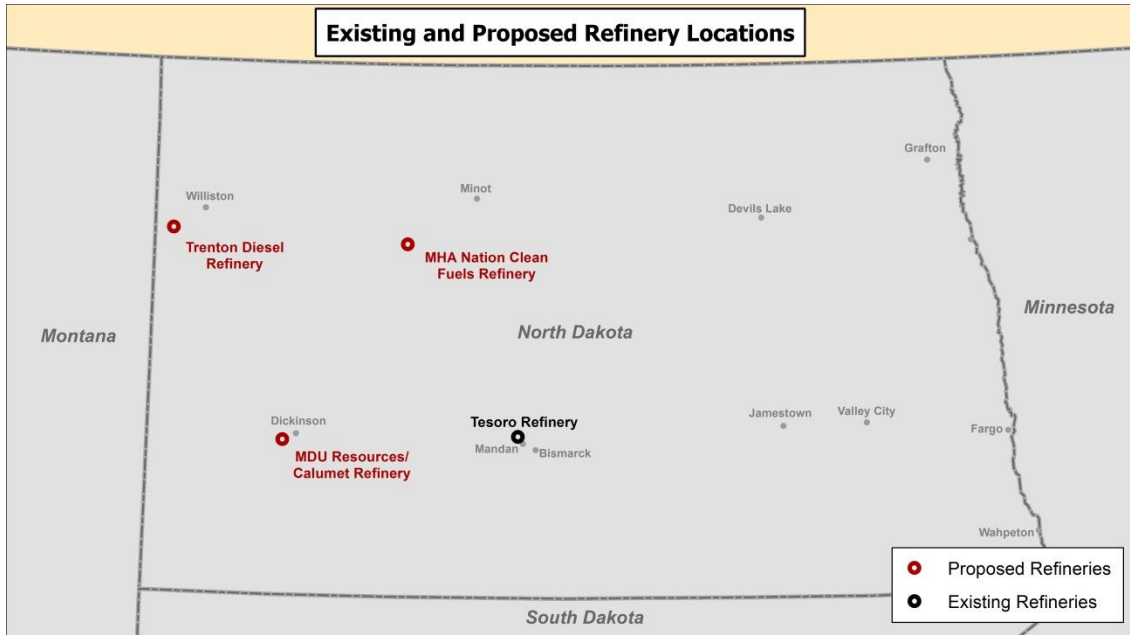 Existing and Proposed Refinery Locations
Grafton
Williston
Minot
Devils Lake
Trenton Diesel
Refinery
MHA Nation Clean
Fuels Refinery
Montana
North Dakota
Minnesota
Dickinson
Tesoro Refinery
Jamestown
Valley City
Fargo
Mandan
Bismarck
MDU Resources/
Calumet Refinery
Wahpeton
Proposed Refineries
Existing Refineries
South Dakota